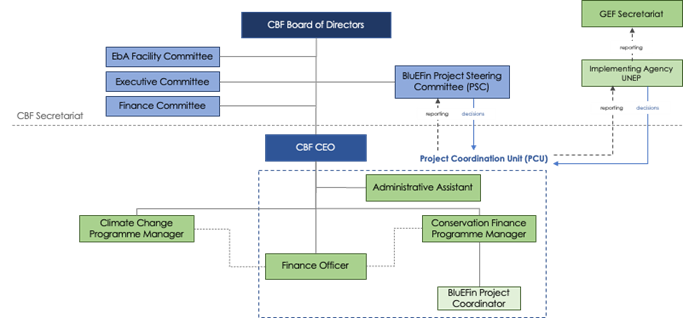 CBF Board of Directors
GEF Secretariat
reporting
EbA Facility Committee
Executive Committee
Finance Committee
BluEFin Project Steering
Committee (PSC)
Implementing Agency
UNEP
CBF Secretariat
reporting
decisions
reporting
decisions
CBF CEO
Project Coordination Unit (PCU)
Administrative Assistant
Climate Change
Programme Manager
Conservation Finance
Programme Manager
Finance Officer
BluEFin Project
Coordinator